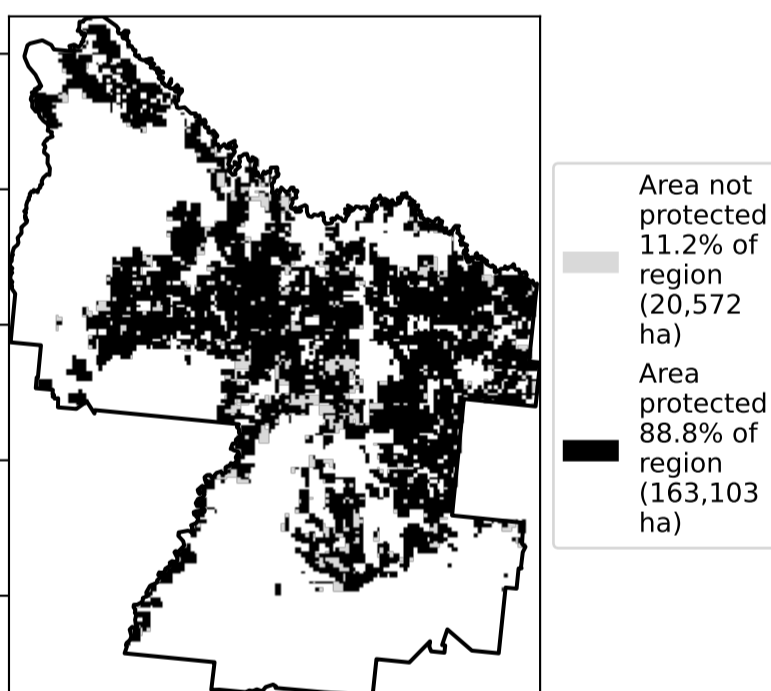 Area not
protected
11.2% of
region
(20,572
ha)
Area
protected
88.8% of
region
(163,103
ha)